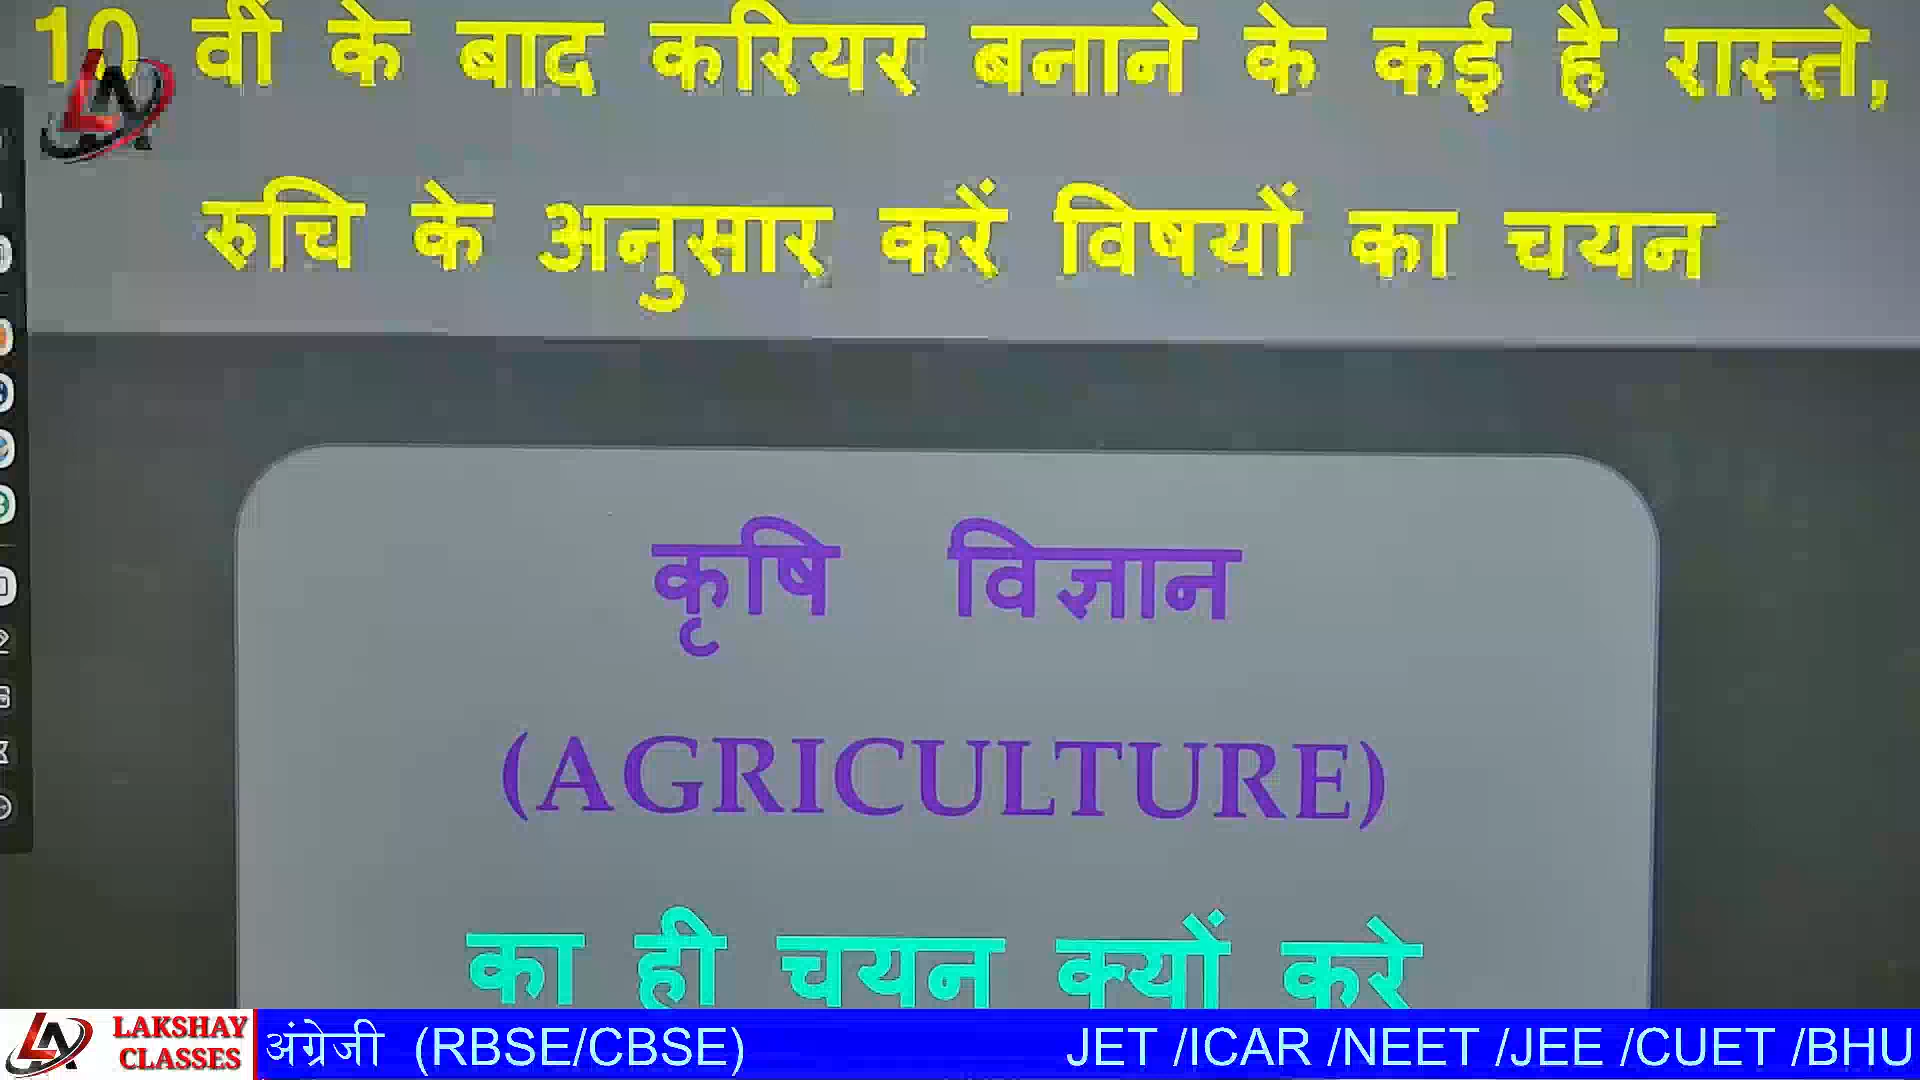 10 वीं के बाद करियर बनाने के कई है रास्ते,
रुचि के अनुसार करें विषयों का चयन
कृषि विज्ञान
(AGRICULTURE)
का ही चयन क्यों करे
LAKSHAY
CLASSES
अंग्रेजी (RBSE/CBSE) JET /ICAR /NEET /JEE /CUET /BHU